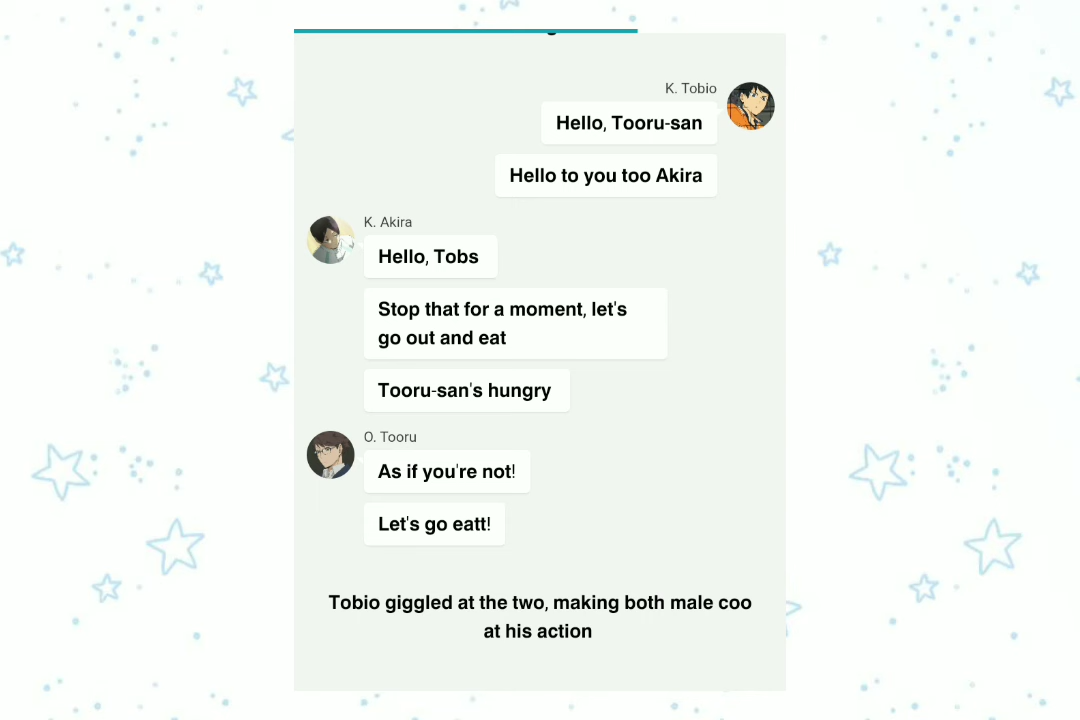 K. Tobio
Hello, Tooru-san
Hello to you too Akira
K. Akira
Hello, Tobs
Stop that for a moment, let's
go out and eat
Tooru-san's hungry
O. Tooru
As if you're not!
Let's go eatt!
Tobio giggled at the two, making both male coo
at his action